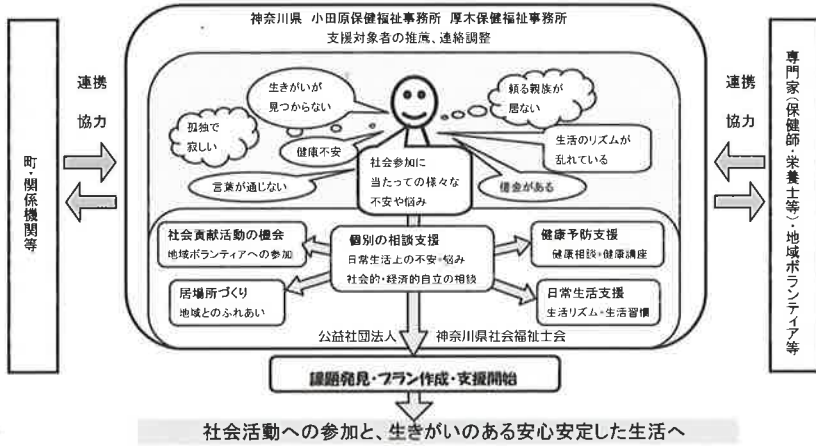 神奈川県 小田原保健福祉事務所 厚木保健福祉事務所
支援対象者の推薦、連絡調整
町・関係機関等
連携
協力
連携
協力
専門家(保健師・栄養士等)・地域ボランティア等
生きがいが
見つからない
頼る親族が
居ない
孤独で
寂しい
健康不安
生活のリズムが
乱れている
言葉が通じない
借金がある
社会参加に
当たっての様々な
不安や悩み
社会貢献活動の機会
地域ボランティアへの参加
個別の相談支援
日常生活上の不安・悩み
社会的・経済的自立の相談
健康予防支援
健康相談・健康講座
居場所づくり
地域とのふれあい
日常生活支援
生活リズム・生活習慣
公益社団法人 神奈川県社会福祉士会
課題発見・プラン作成・支援開始
社会活動への参加と、生きがいのある安心安定した生活へ